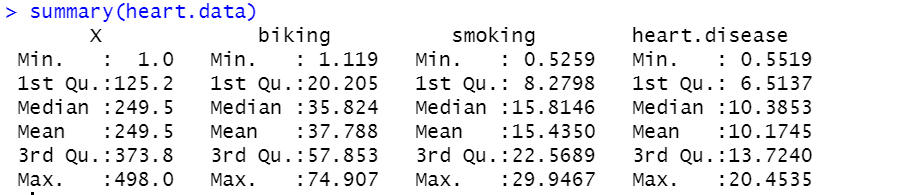 > summary(heart.data)
X biking smoking heart.disease
Min. : 1.0 Min. : 1.119 Min. : 0.5259 Min. : 0.5519
1st Qu.:125.2 1st Qu.:20.205 1st Qu.: 8.2798 1st Qu.: 6.5137
Median :249.5 Median :35.824 Median :15.8146 Median :10.3853
Mean :249.5 Mean :37.788 Mean :15.4350 Mean :10.1745
3rd Qu.:373.8 3rd Qu.:57.853 3rd Qu.:22.5689 3rd Qu.:13.7240
Max. :498.0 Max. :74.907 Max. :29.9467 Max. :20.4535